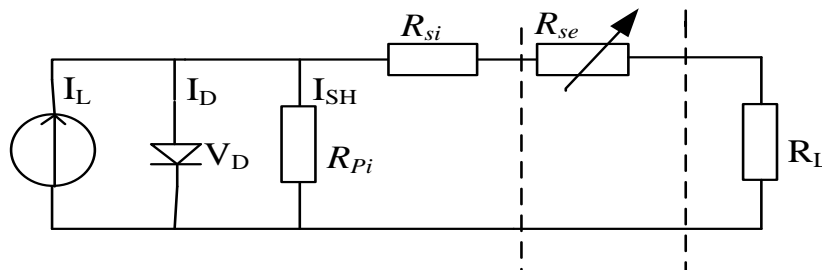 R_si
R_se
I_L
I_D
I_SH
V_D
R_Pi
R_L